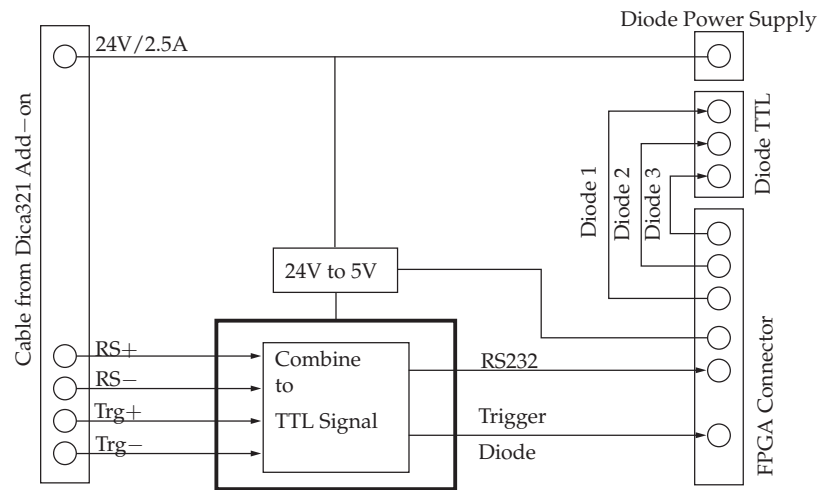 Diode Power Supply
24V/2.5A
Cable from Dica321 Add−on
Diode TTL
Diode 1
Diode 2
Diode 3
24V to 5V
FPGA Connector
RS+
RS−
Trg+
Trg−
Combine
to
TTL Signal
RS232
Trigger
Diode